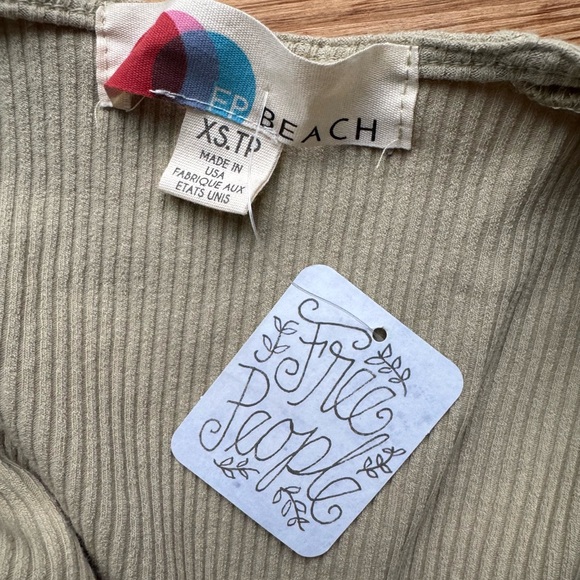 FP BEACH
XS.TP
MADE IN
USA
FABRIQUE AUX
ETATS UNIS
Free
People